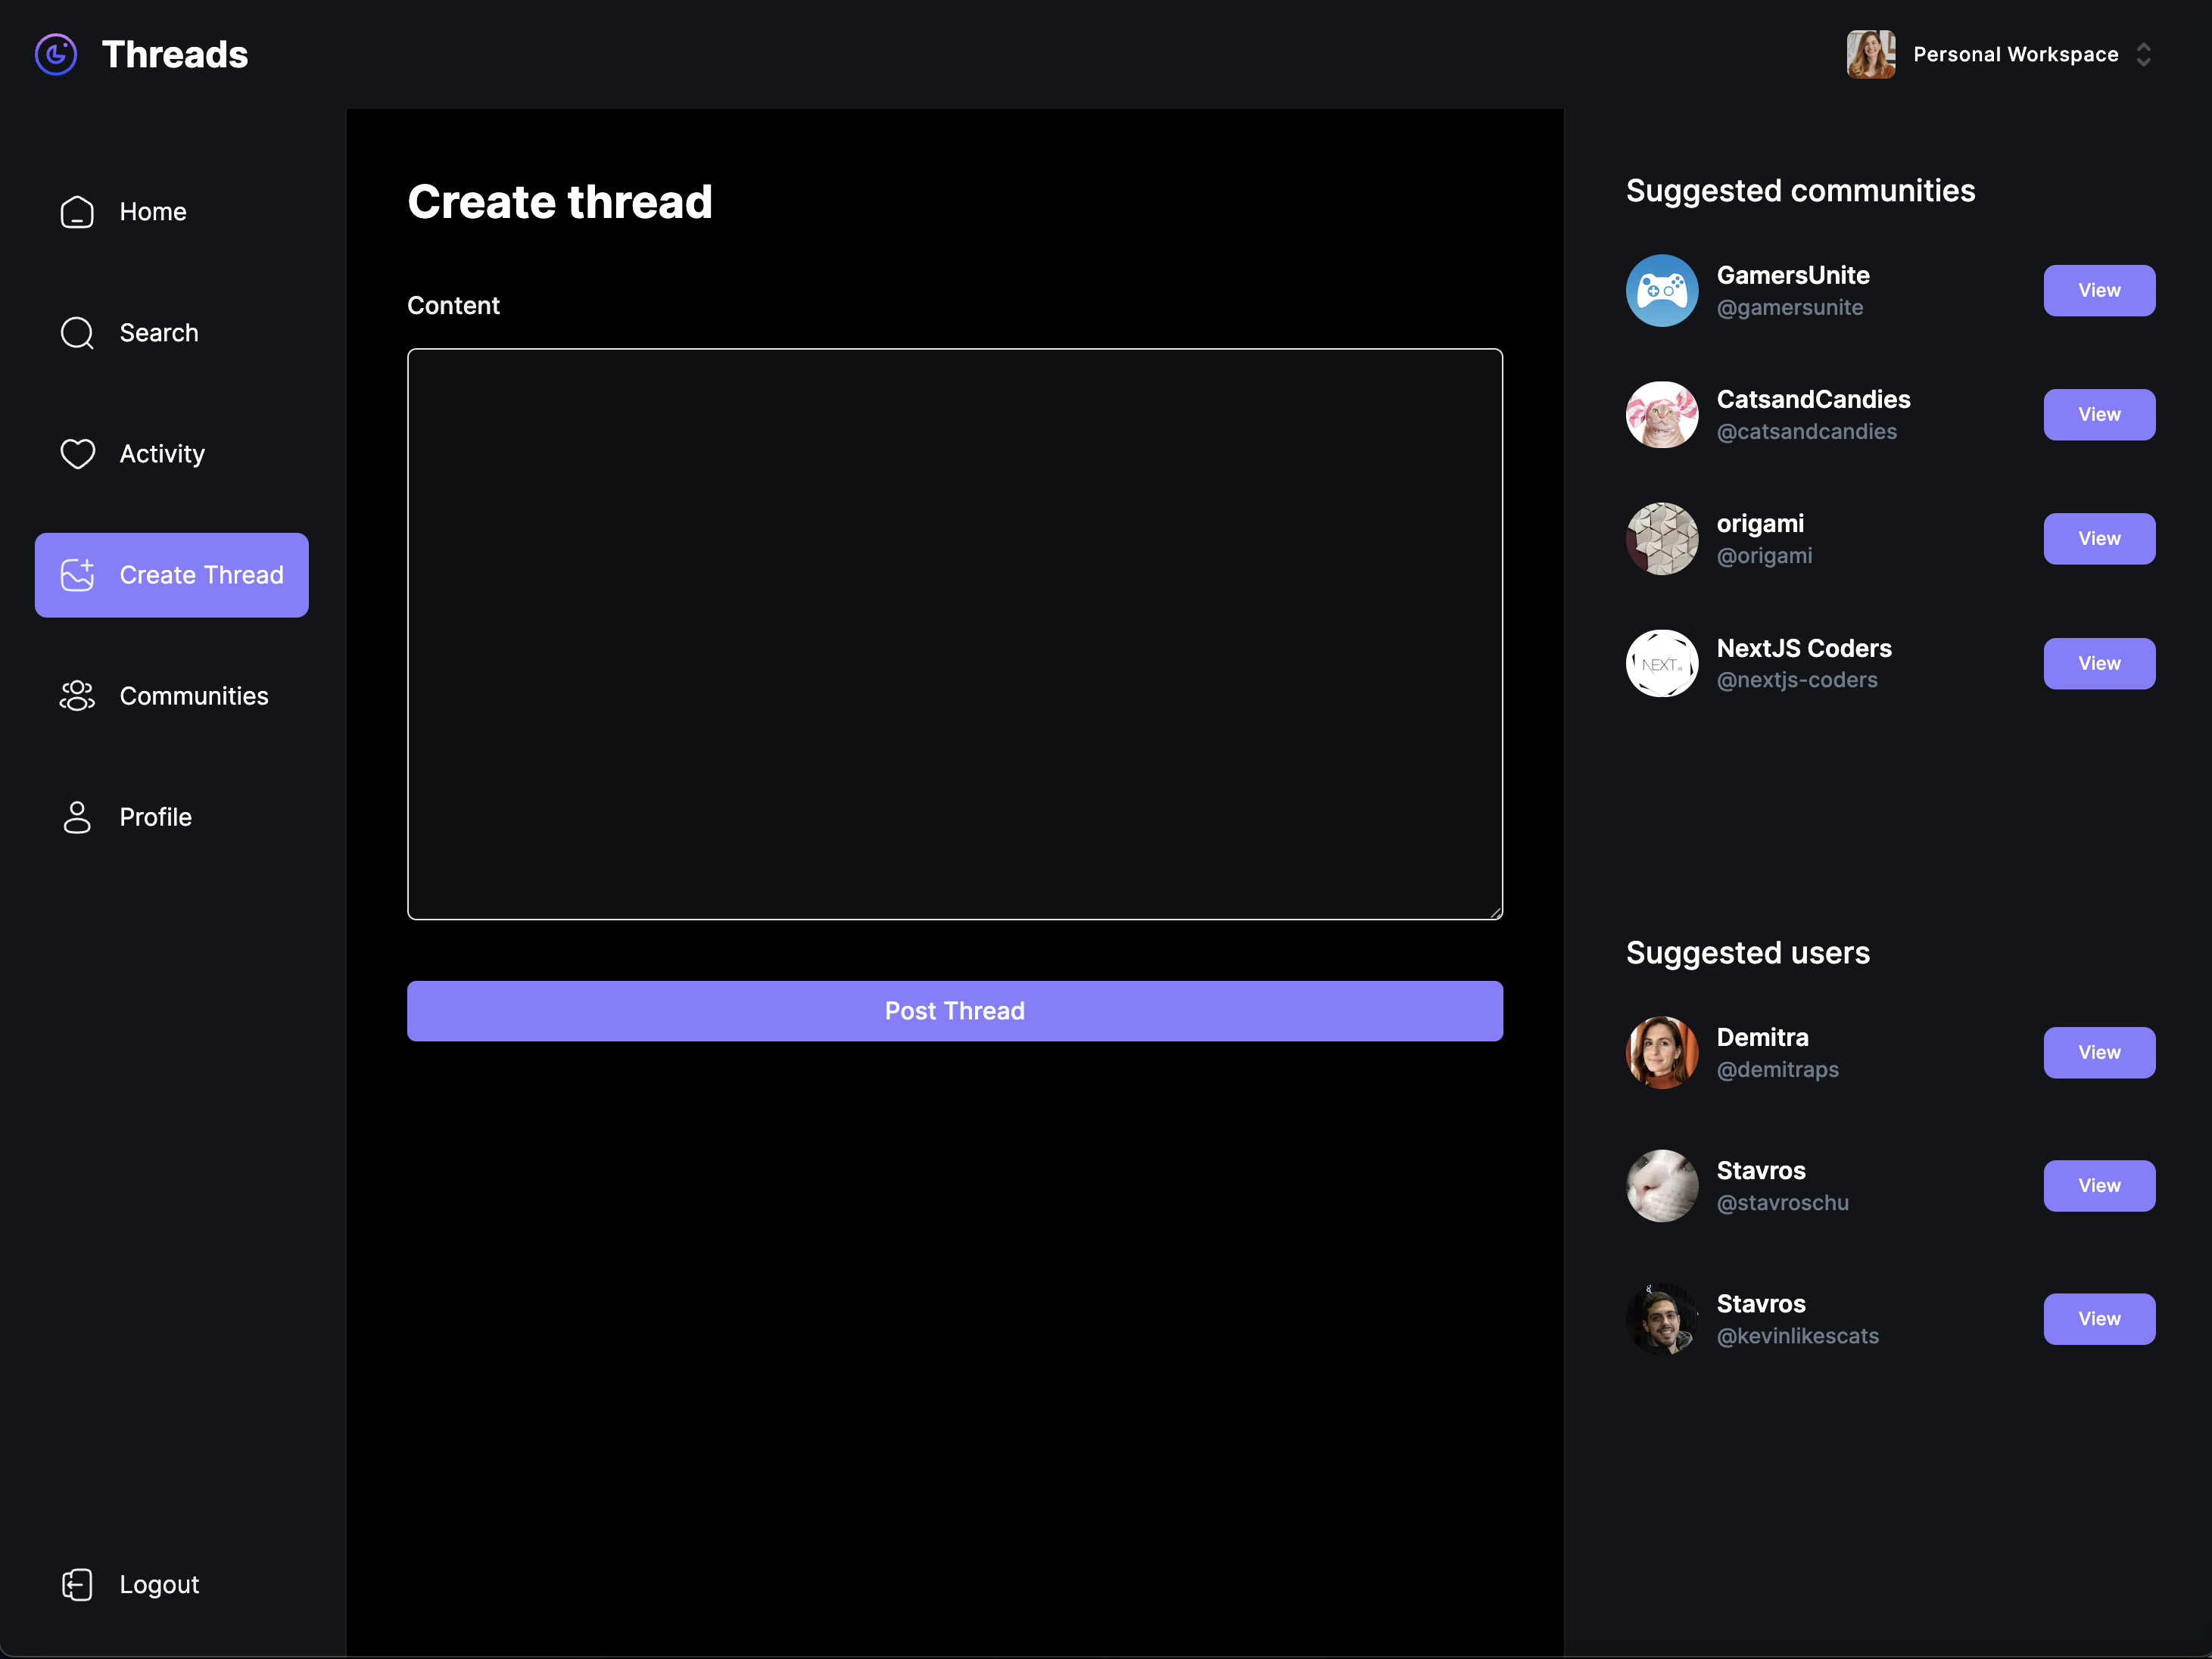 Threads
Personal Workspace
Home
Search
Activity
Create Thread
Communities
Profile
Logout
Create thread
Content
Post Thread
Suggested communities
GamersUnite
@gamersunite
View
CatsandCandies
@catsandcandies
View
origami
@origami
View
NEXT.JS
NextJS Coders
@nextjs-coders
View
Suggested users
Demitra
@demitraps
View
Stavros
@stavroschu
View
Stavros
@kevinlikescats
View